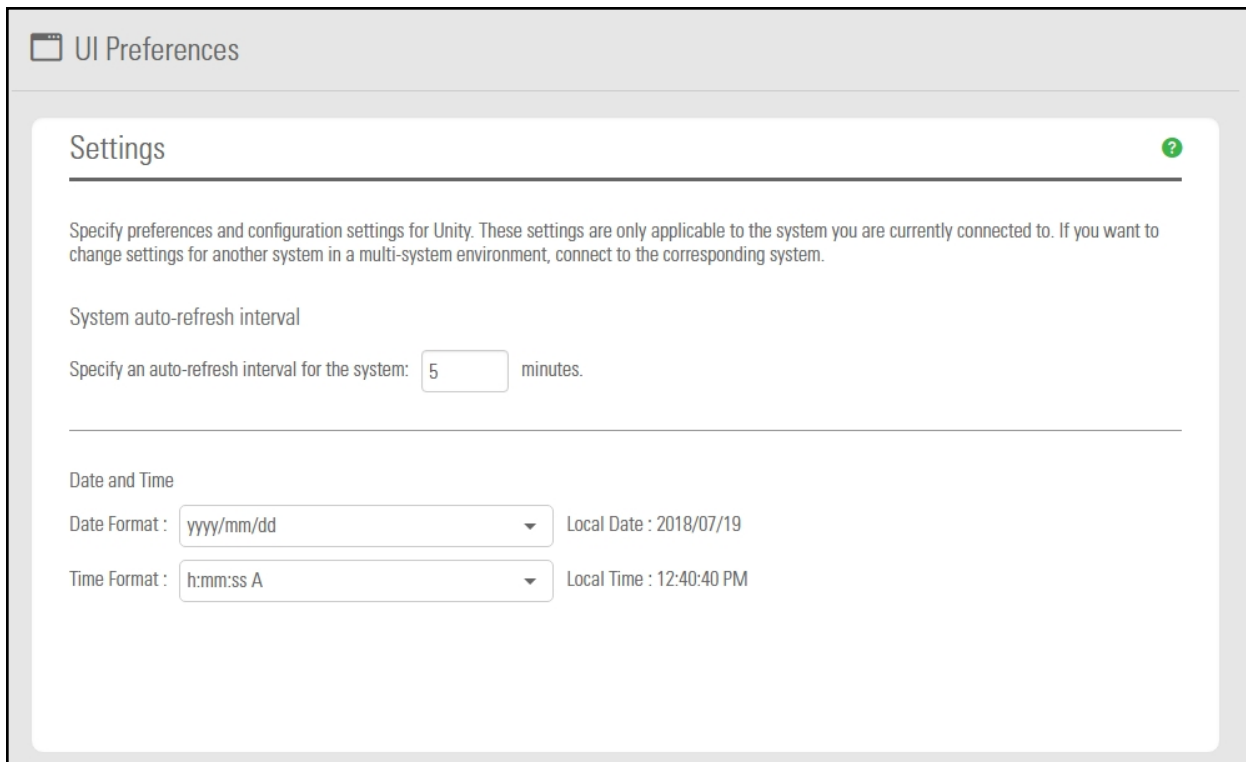 UI Preferences
Settings
?
Specify preferences and configuration settings for Unity. These settings are only applicable to the system you are currently connected to. If you want to
change settings for another system in a multi-system environment, connect to the corresponding system.
System auto-refresh interval
Specify an auto-refresh interval for the system: 5 minutes.
Date and Time
Date Format : yyyy/mm/dd Local Date : 2018/07/19
Time Format : h:mm:ss A Local Time : 12:40:40 PM